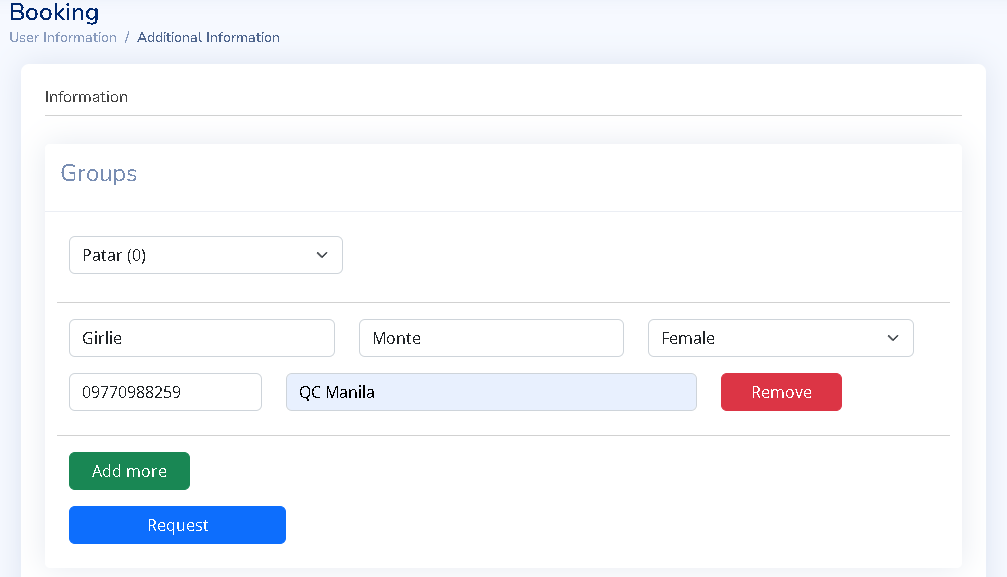 Booking
User Information / Additional Information
Information
Groups
Patar (0)
Girlie Monte Female
09770988259 QC Manila Remove
Add more
Request